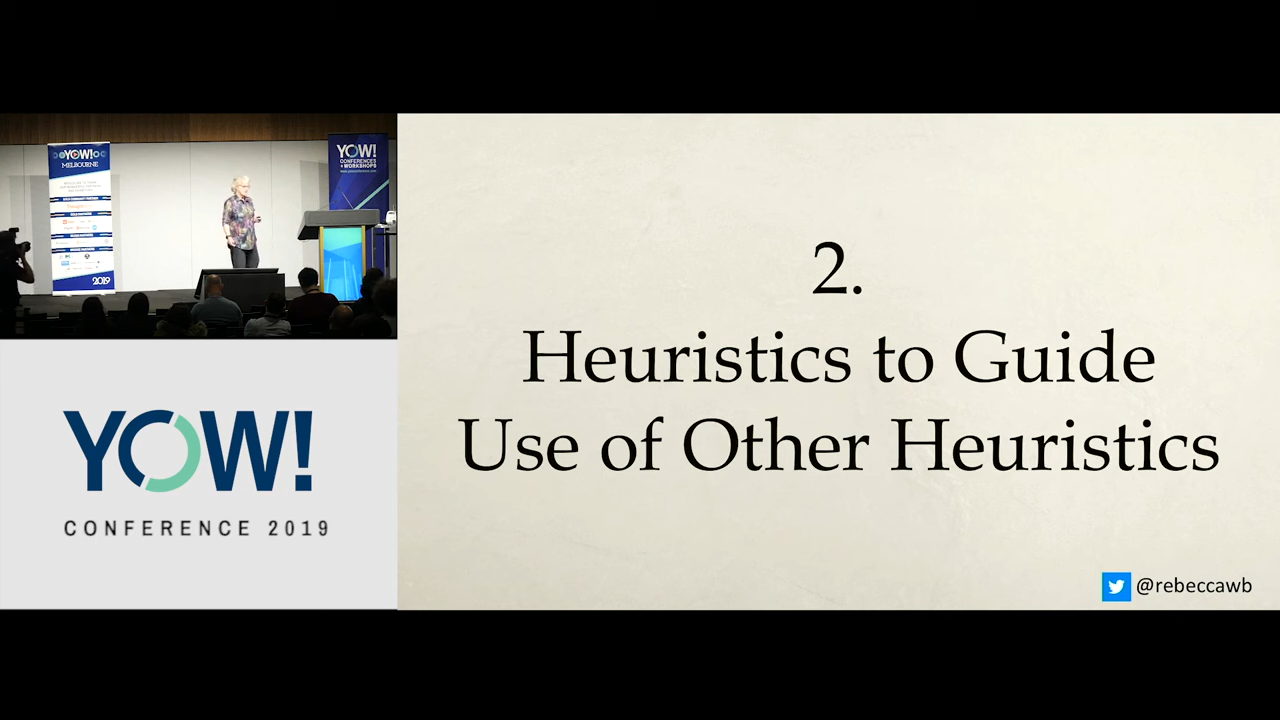 YOW!
MELBOURNE
2019
YOW!
CONFERENCES
+ WORKSHOPS
YOW!
CONFERENCE 2019
2.
Heuristics to Guide
Use of Other Heuristics
@rebeccawb